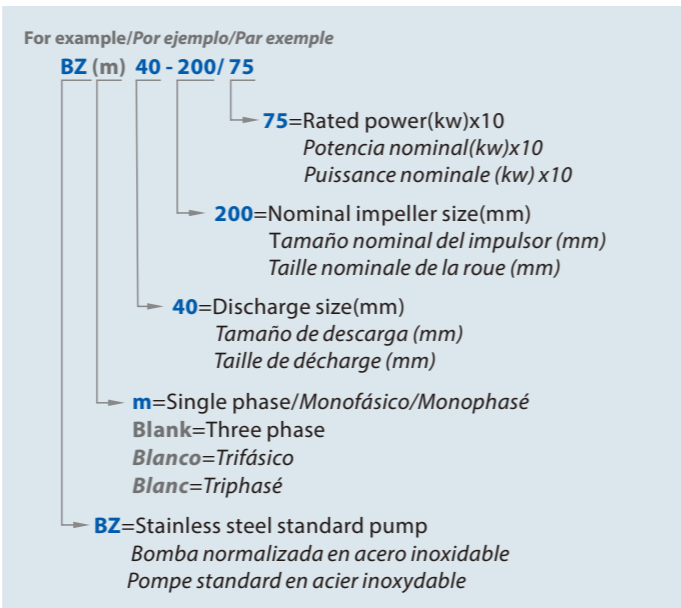 For example/Por ejemplo/Par exemple
BZ (m) 40 - 200/ 75
75=Rated power(kw)x10
Potencia nominal(kw)x10
Puissance nominale (kw) x10
200=Nominal impeller size(mm)
Tamaño nominal del impulsor (mm)
Taille nominale de la roue (mm)
40=Discharge size(mm)
Tamaño de descarga (mm)
Taille de décharge (mm)
m=Single phase/Monofásico/Monophasé
Blank=Three phase
Blanco=Trifásico
Blanc=Triphasé
BZ=Stainless steel standard pump
Bomba normalizada en acero inoxidable
Pompe standard en acier inoxydable